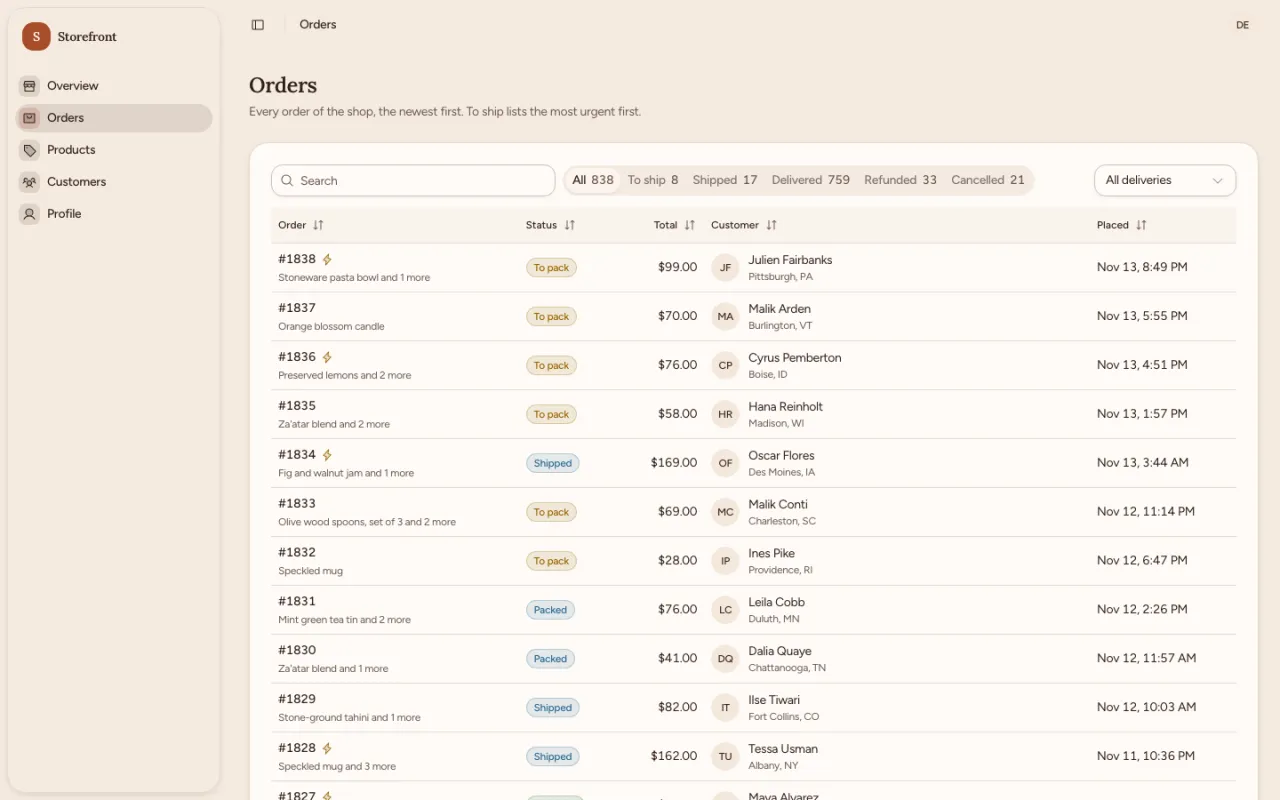 S Storefront
Overview
Orders
Products
Customers
Profile
Orders
DE
Orders
Every order of the shop, the newest first. To ship lists the most urgent first.
Search
All 838 To ship 8 Shipped 17 Delivered 759 Refunded 33 Cancelled 21
All deliveries
Order Status Total Customer Placed
#1838 To pack $99.00 JF Julien Fairbanks Nov 13, 8:49 PM
Stoneware pasta bowl and 1 more Pittsburgh, PA
#1837 To pack $70.00 MA Malik Arden Nov 13, 5:55 PM
Orange blossom candle Burlington, VT
#1836 To pack $76.00 CP Cyrus Pemberton Nov 13, 4:51 PM
Preserved lemons and 2 more Boise, ID
#1835 To pack $58.00 HR Hana Reinholt Nov 13, 1:57 PM
Za'atar blend and 2 more Madison, WI
#1834 Shipped $169.00 OF Oscar Flores Nov 13, 3:44 AM
Fig and walnut jam and 1 more Des Moines, IA
#1833 To pack $69.00 MC Malik Conti Nov 12, 11:14 PM
Olive wood spoons, set of 3 and 2 more Charleston, SC
#1832 To pack $28.00 IP Ines Pike Nov 12, 6:47 PM
Speckled mug Providence, RI
#1831 Packed $76.00 LC Leila Cobb Nov 12, 2:26 PM
Mint green tea tin and 2 more Duluth, MN
#1830 Packed $41.00 DQ Dalia Quaye Nov 12, 11:57 AM
Za'atar blend and 1 more Chattanooga, TN
#1829 Shipped $82.00 IT Ilse Tiwari Nov 12, 10:03 AM
Stone-ground tahini and 1 more Fort Collins, CO
#1828 Shipped $162.00 TU Tessa Usman Nov 11, 10:36 PM
Speckled mug and 3 more Albany, NY
#1827 Maya Alvarez